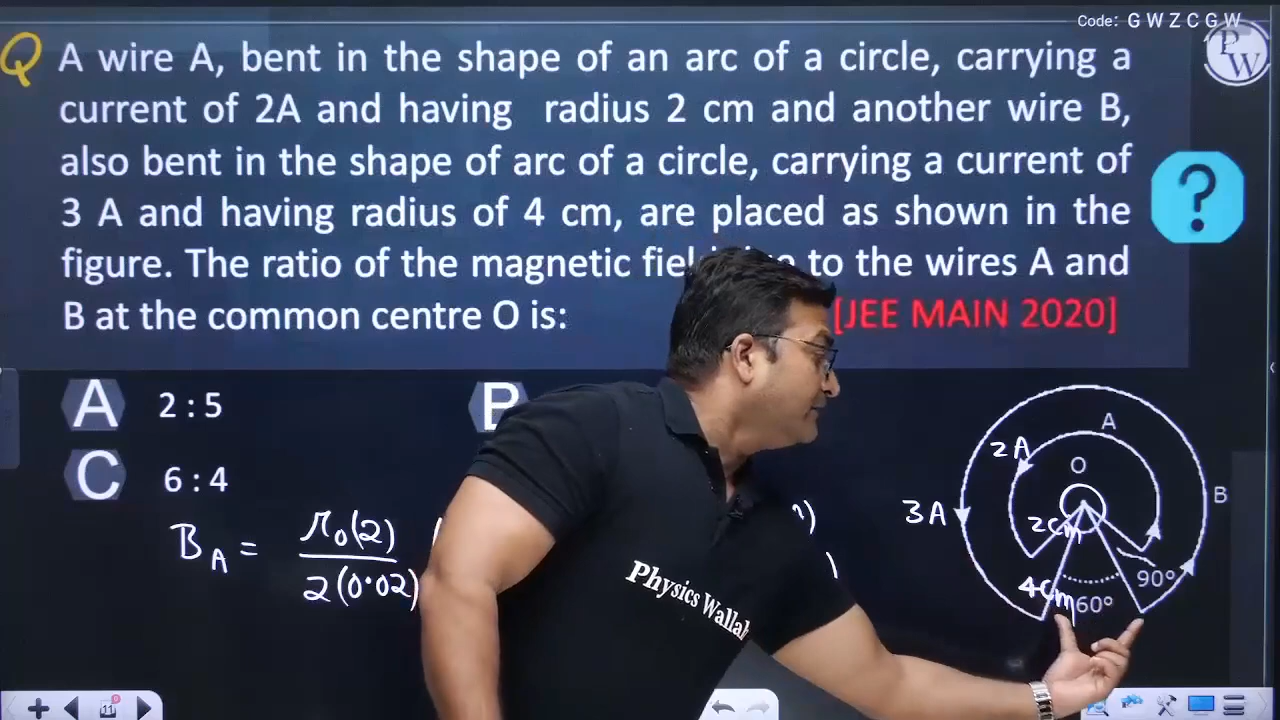 Code: G W Z C G W
P
W
Q A wire A, bent in the shape of an arc of a circle, carrying a
current of 2A and having radius 2 cm and another wire B,
also bent in the shape of arc of a circle, carrying a current of
3 A and having radius of 4 cm, are placed as shown in the
figure. The ratio of the magnetic to the wires A and
B at the common centre O is: [JEE MAIN 2020]
?
A 2 : 5
B
C 6 : 4
A
2A
O
3A
B
2cm
90°
4cm
60°
B_A = μ₀(2) / 2(0.02)
Physics Wallah
11